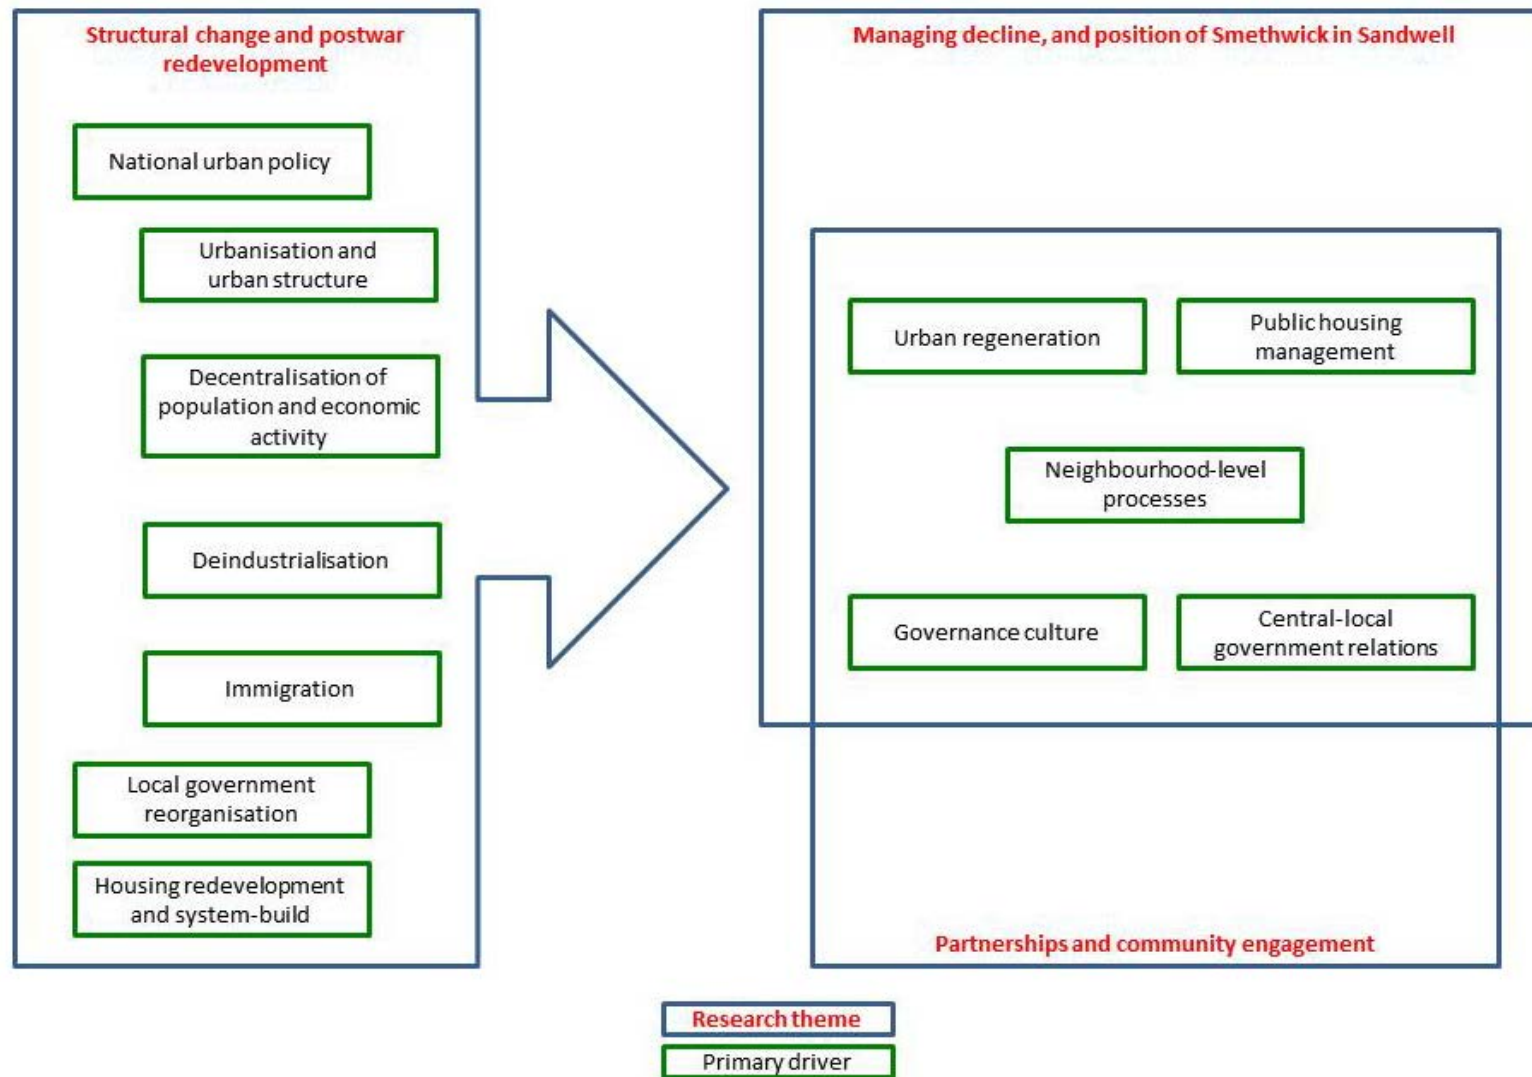 Structural change and postwar
redevelopment
National urban policy
Urbanisation and
urban structure
Decentralisation of
population and economic
activity
Deindustrialisation
Immigration
Local government
reorganisation
Housing redevelopment
and system-build
Managing decline, and position of Smethwick in Sandwell
Urban regeneration
Public housing
management
Neighbourhood-level
processes
Governance culture
Central-local
government relations
Partnerships and community engagement
Research theme
Primary driver